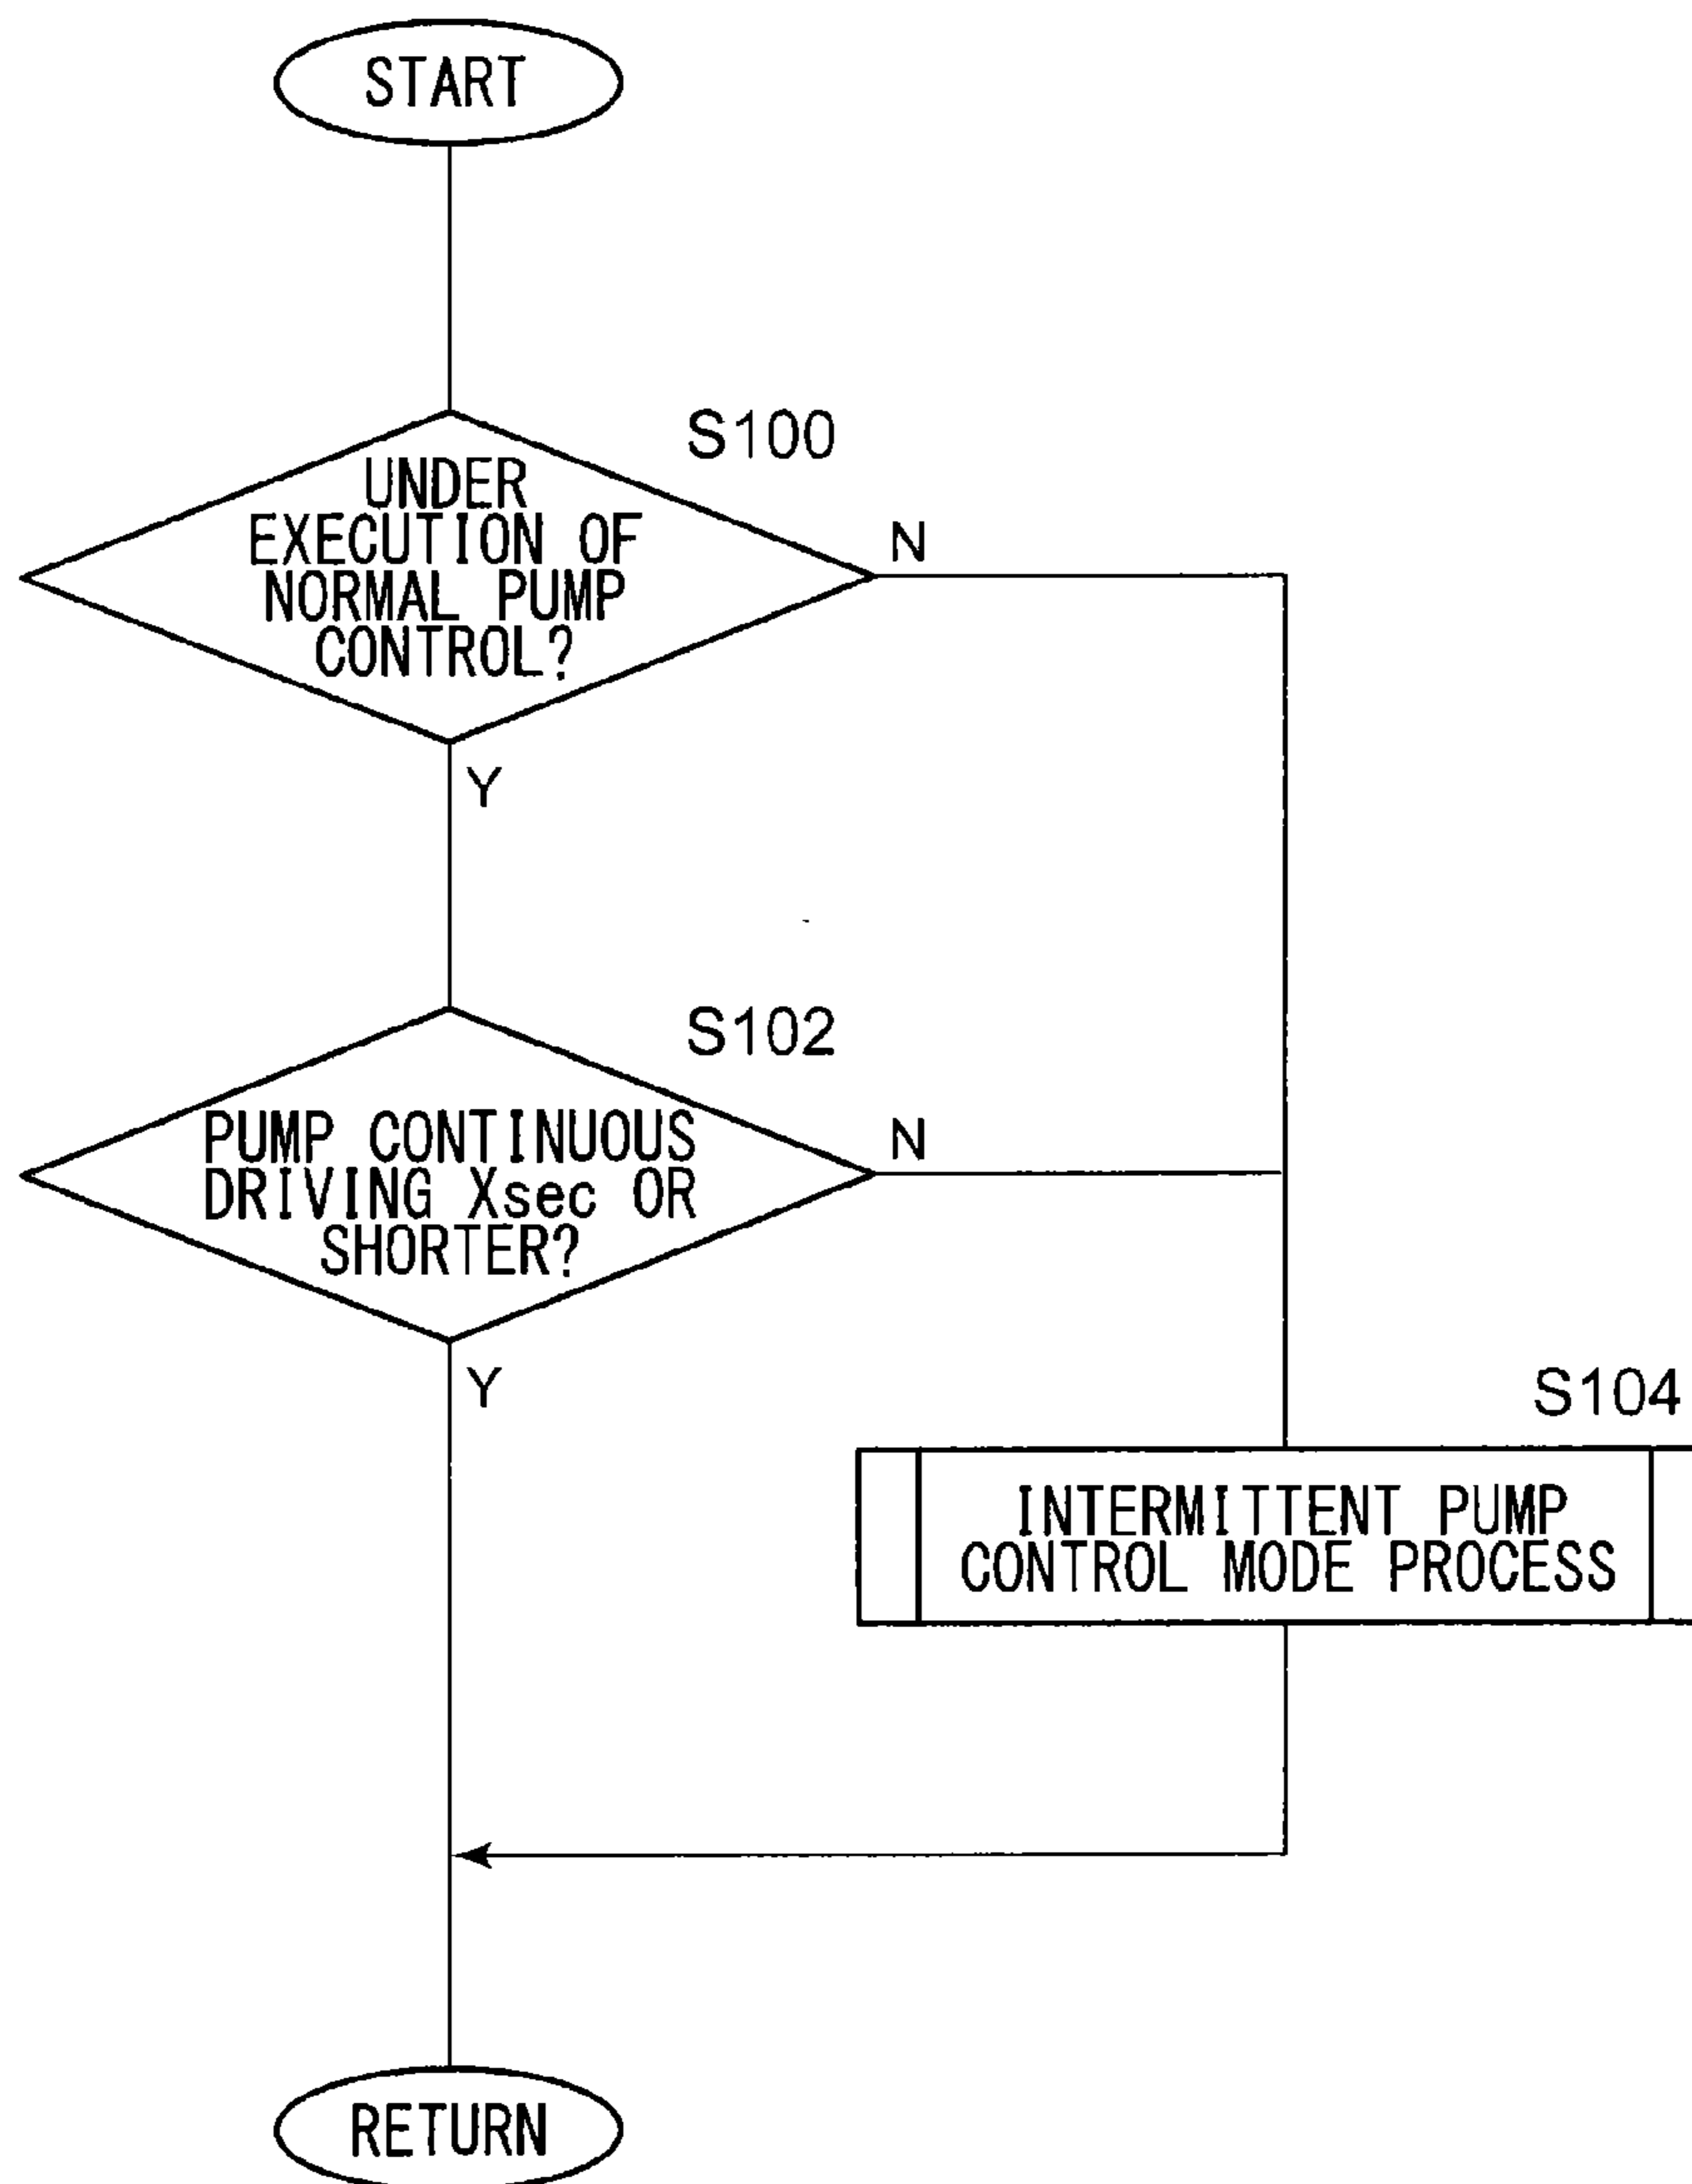 START
S100
UNDER
EXECUTION OF
NORMAL PUMP
CONTROL?
N
Y
S102
PUMP CONTINUOUS
DRIVING Xsec OR
SHORTER?
N
Y
S104
INTERMITTENT PUMP
CONTROL MODE PROCESS
RETURN